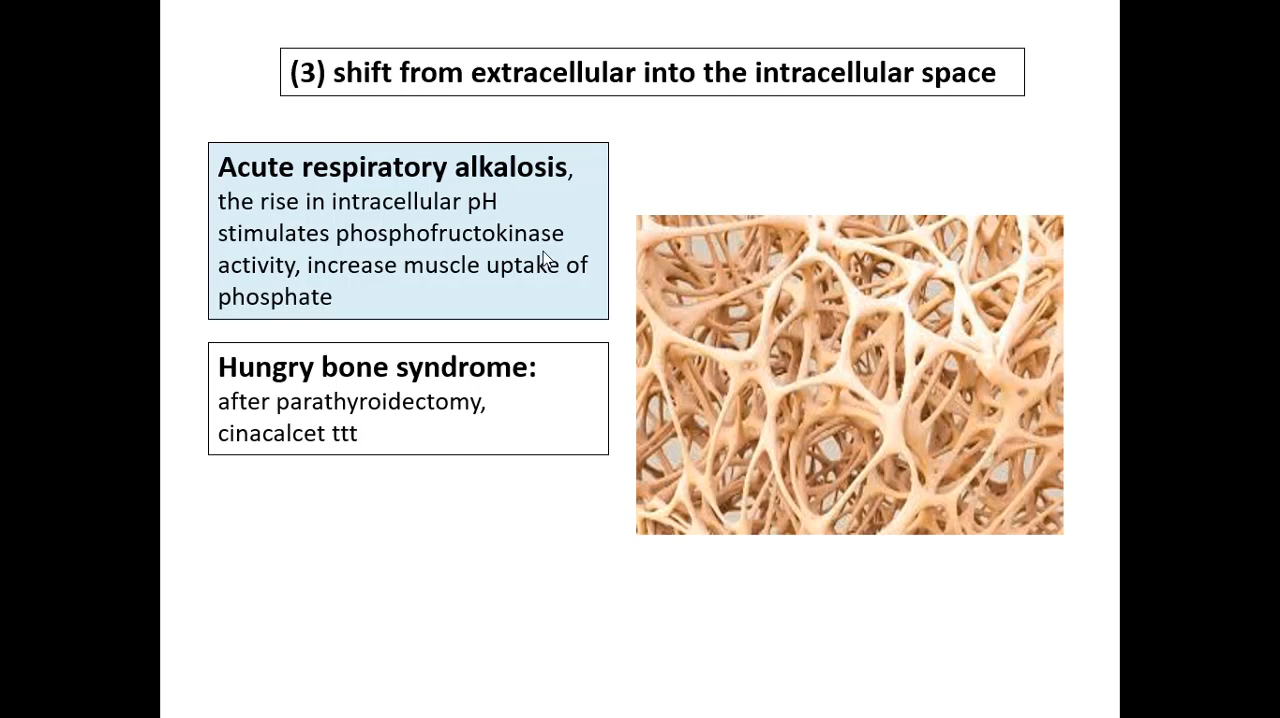 (3) shift from extracellular into the intracellular space
Acute respiratory alkalosis,
the rise in intracellular pH
stimulates phosphofructokinase
activity, increase muscle uptake of
phosphate
Hungry bone syndrome:
after parathyroidectomy,
cinacalcet ttt